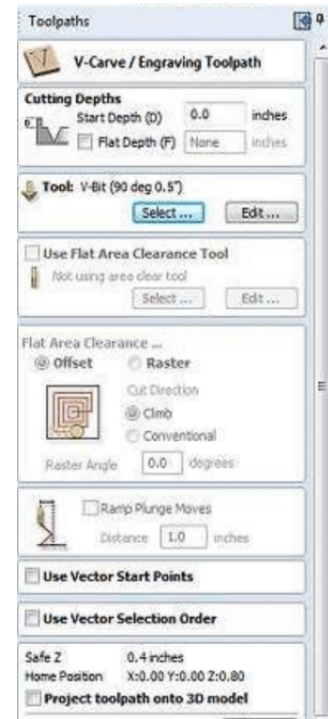 Toolpaths
V-Carve / Engraving Toolpath
Cutting Depths
Start Depth (D) 0.0 inches
Flat Depth (F) None inches
Tool: V-Bit (90 deg 0.5")
Select ... Edit ...
Use Flat Area Clearance Tool
Not using area clear tool
Select ... Edit ...
Flat Area Clearance ...
Offset Raster
Cut Direction
Climb
Conventional
Raster Angle 0.0 degrees
Ramp Plunge Moves
Distance 1.0 inches
Use Vector Start Points
Use Vector Selection Order
Safe Z 0.4 inches
Home Position X:0.00 Y:0.00 Z:0.80
Project toolpath onto 3D model